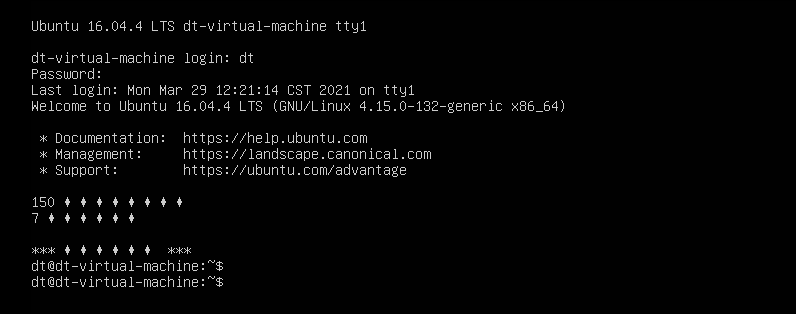 Ubuntu 16.04.4 LTS dt-virtual-machine tty1
dt-virtual-machine login: dt
Password:
Last login: Mon Mar 29 12:21:14 CST 2021 on tty1
Welcome to Ubuntu 16.04.4 LTS (GNU/Linux 4.15.0-132-generic x86_64)
* Documentation:  https://help.ubuntu.com
* Management:     https://landscape.canonical.com
* Support:        https://ubuntu.com/advantage
150 ♦ ♦ ♦ ♦ ♦ ♦ ♦ ♦
7 ♦ ♦ ♦ ♦ ♦ ♦
*** ♦ ♦ ♦ ♦ ♦ ♦  ***
dt@dt-virtual-machine:~$
dt@dt-virtual-machine:~$